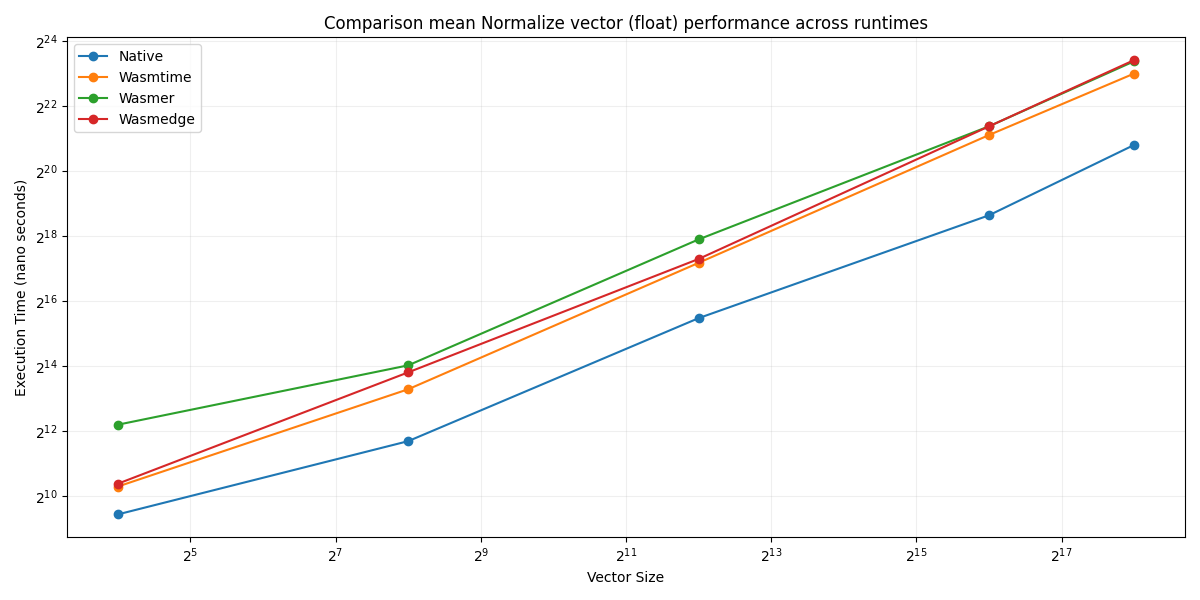 Comparison mean Normalize vector (float) performance across runtimes
Native
Wasmtime
Wasmer
Wasmedge
Execution Time (nano seconds)
2^24
2^22
2^20
2^18
2^16
2^14
2^12
2^10
2^5 2^7 2^9 2^11 2^13 2^15 2^17
Vector Size